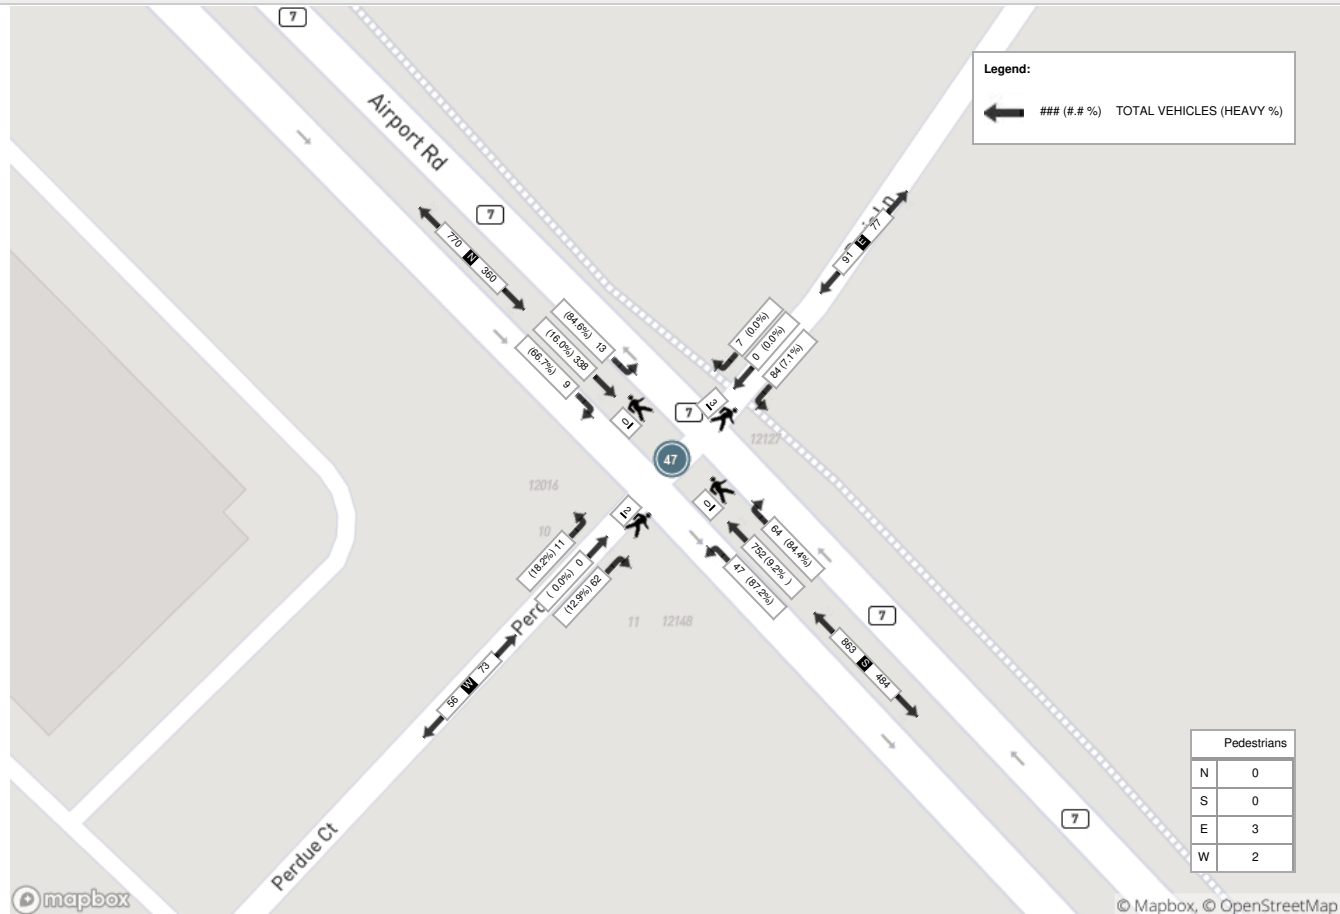 7
Legend:
### (#.# %) TOTAL VEHICLES (HEAVY %)
Airport Rd
7
770 N 360
91 E 77
(84.6%) 13
(16.0%) 338
(66.7%) 9
7 (0.0%)
0 (0.0%)
84 (7.1%)
0
3
7
12127
47
12016
2
0
10
(18.2%) 11
( 0.0%) 0
(12.9%) 62
64 (84.4%)
752 (9.2% )
47 (87.2%)
11 12148
7
863 S 484
56 W 73
Pedestrians
N 0
S 0
E 3
W 2
7
Perdue Ct
mapbox
© Mapbox, © OpenStreetMap